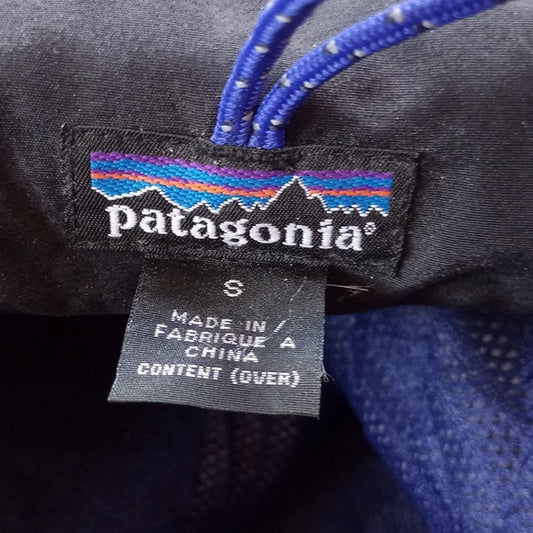 patagonia®
S
MADE IN /
FABRIQUE A
CHINA
CONTENT (OVER)